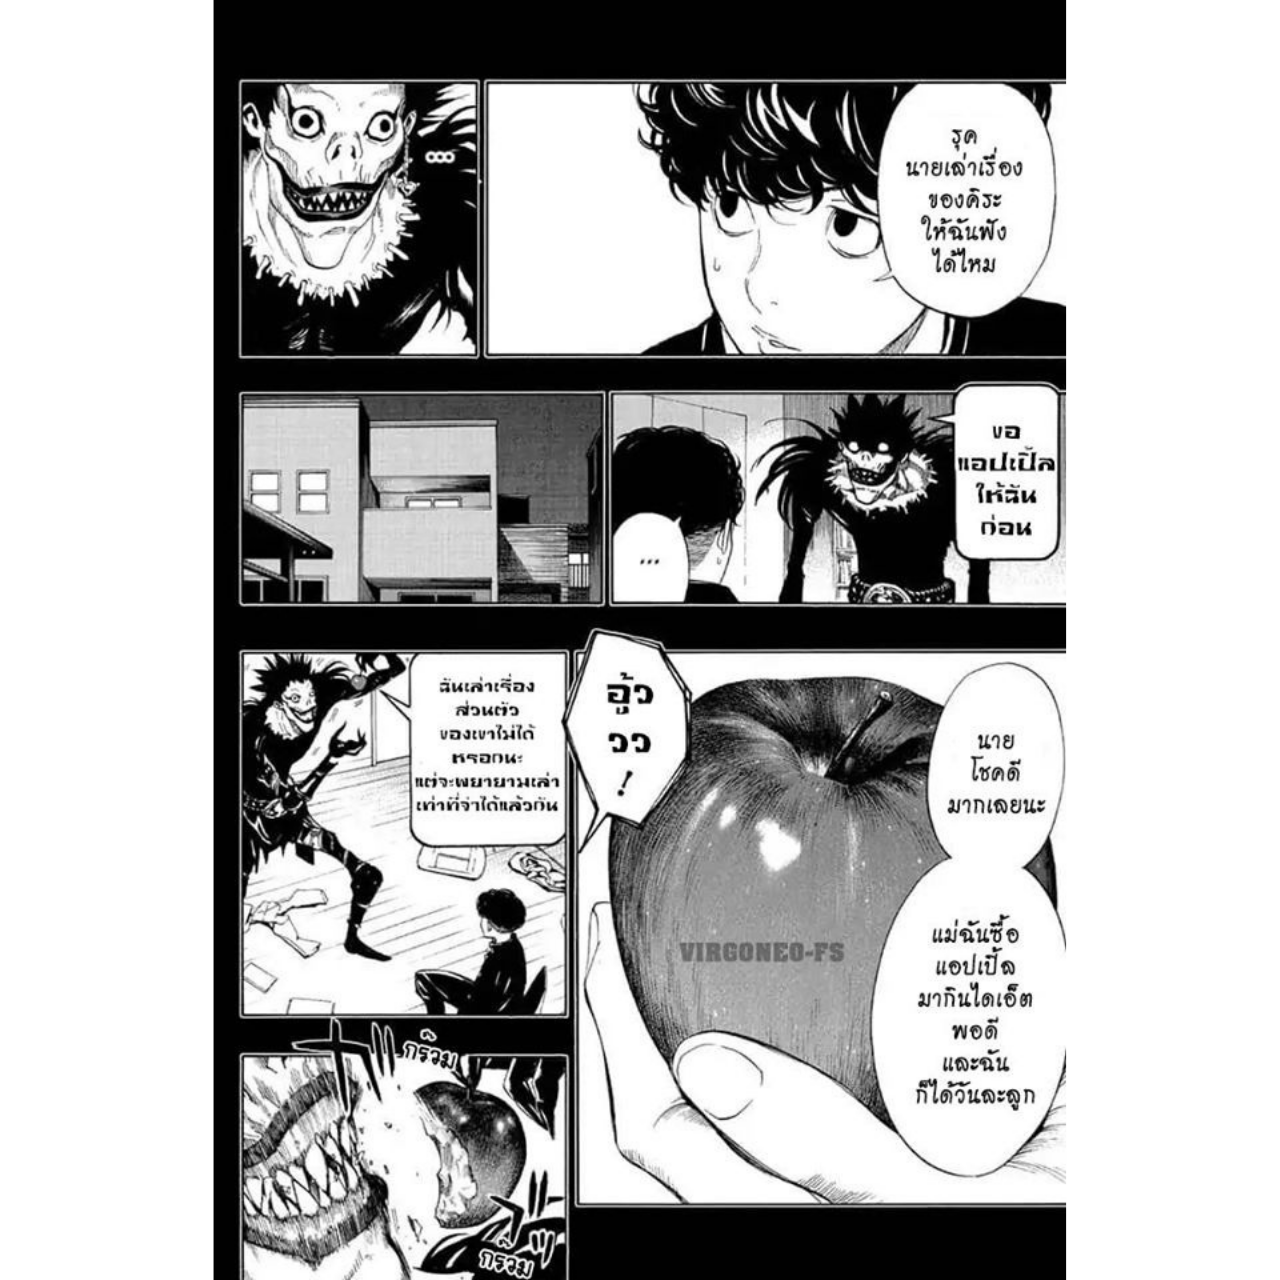 รุค
นายเล่าเรื่อง
ของคิระ
ให้ฉันฟัง
ได้ไหม
ขอ
แอปเปิ้ล
ให้ฉัน
ก่อน
...
นาย
โชคดี
มากเลยนะ
แม่ฉันซื้อ
แอปเปิ้ล
มากินไดเอ็ต
พอดี
และฉัน
ก็ได้วันละลูก
อู้ว
วว
!
VIRGONEO-FS
ฉันเล่าเรื่อง
ส่วนตัว
ของเขาไม่ได้
หรอกนะ
แต่จะพยายามเล่า
เท่าที่จำได้แล้วกัน
กร๊วม
กร๊วม